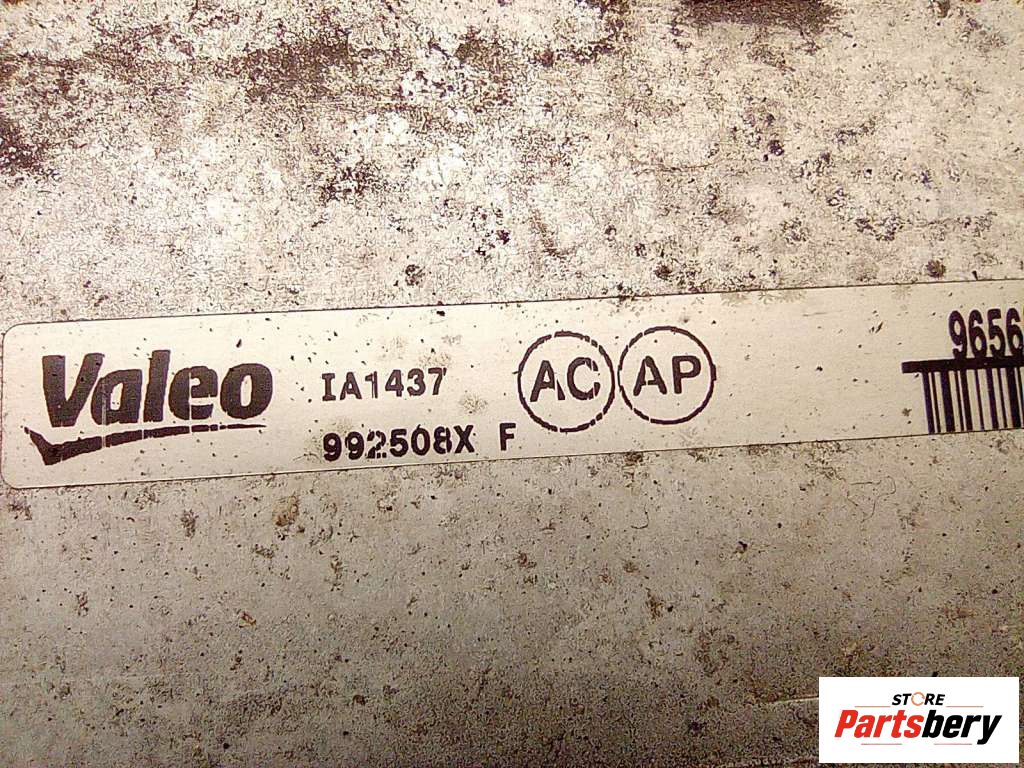 Valeo IA1437 AC AP 9656
992508X F
STORE
Partsbery